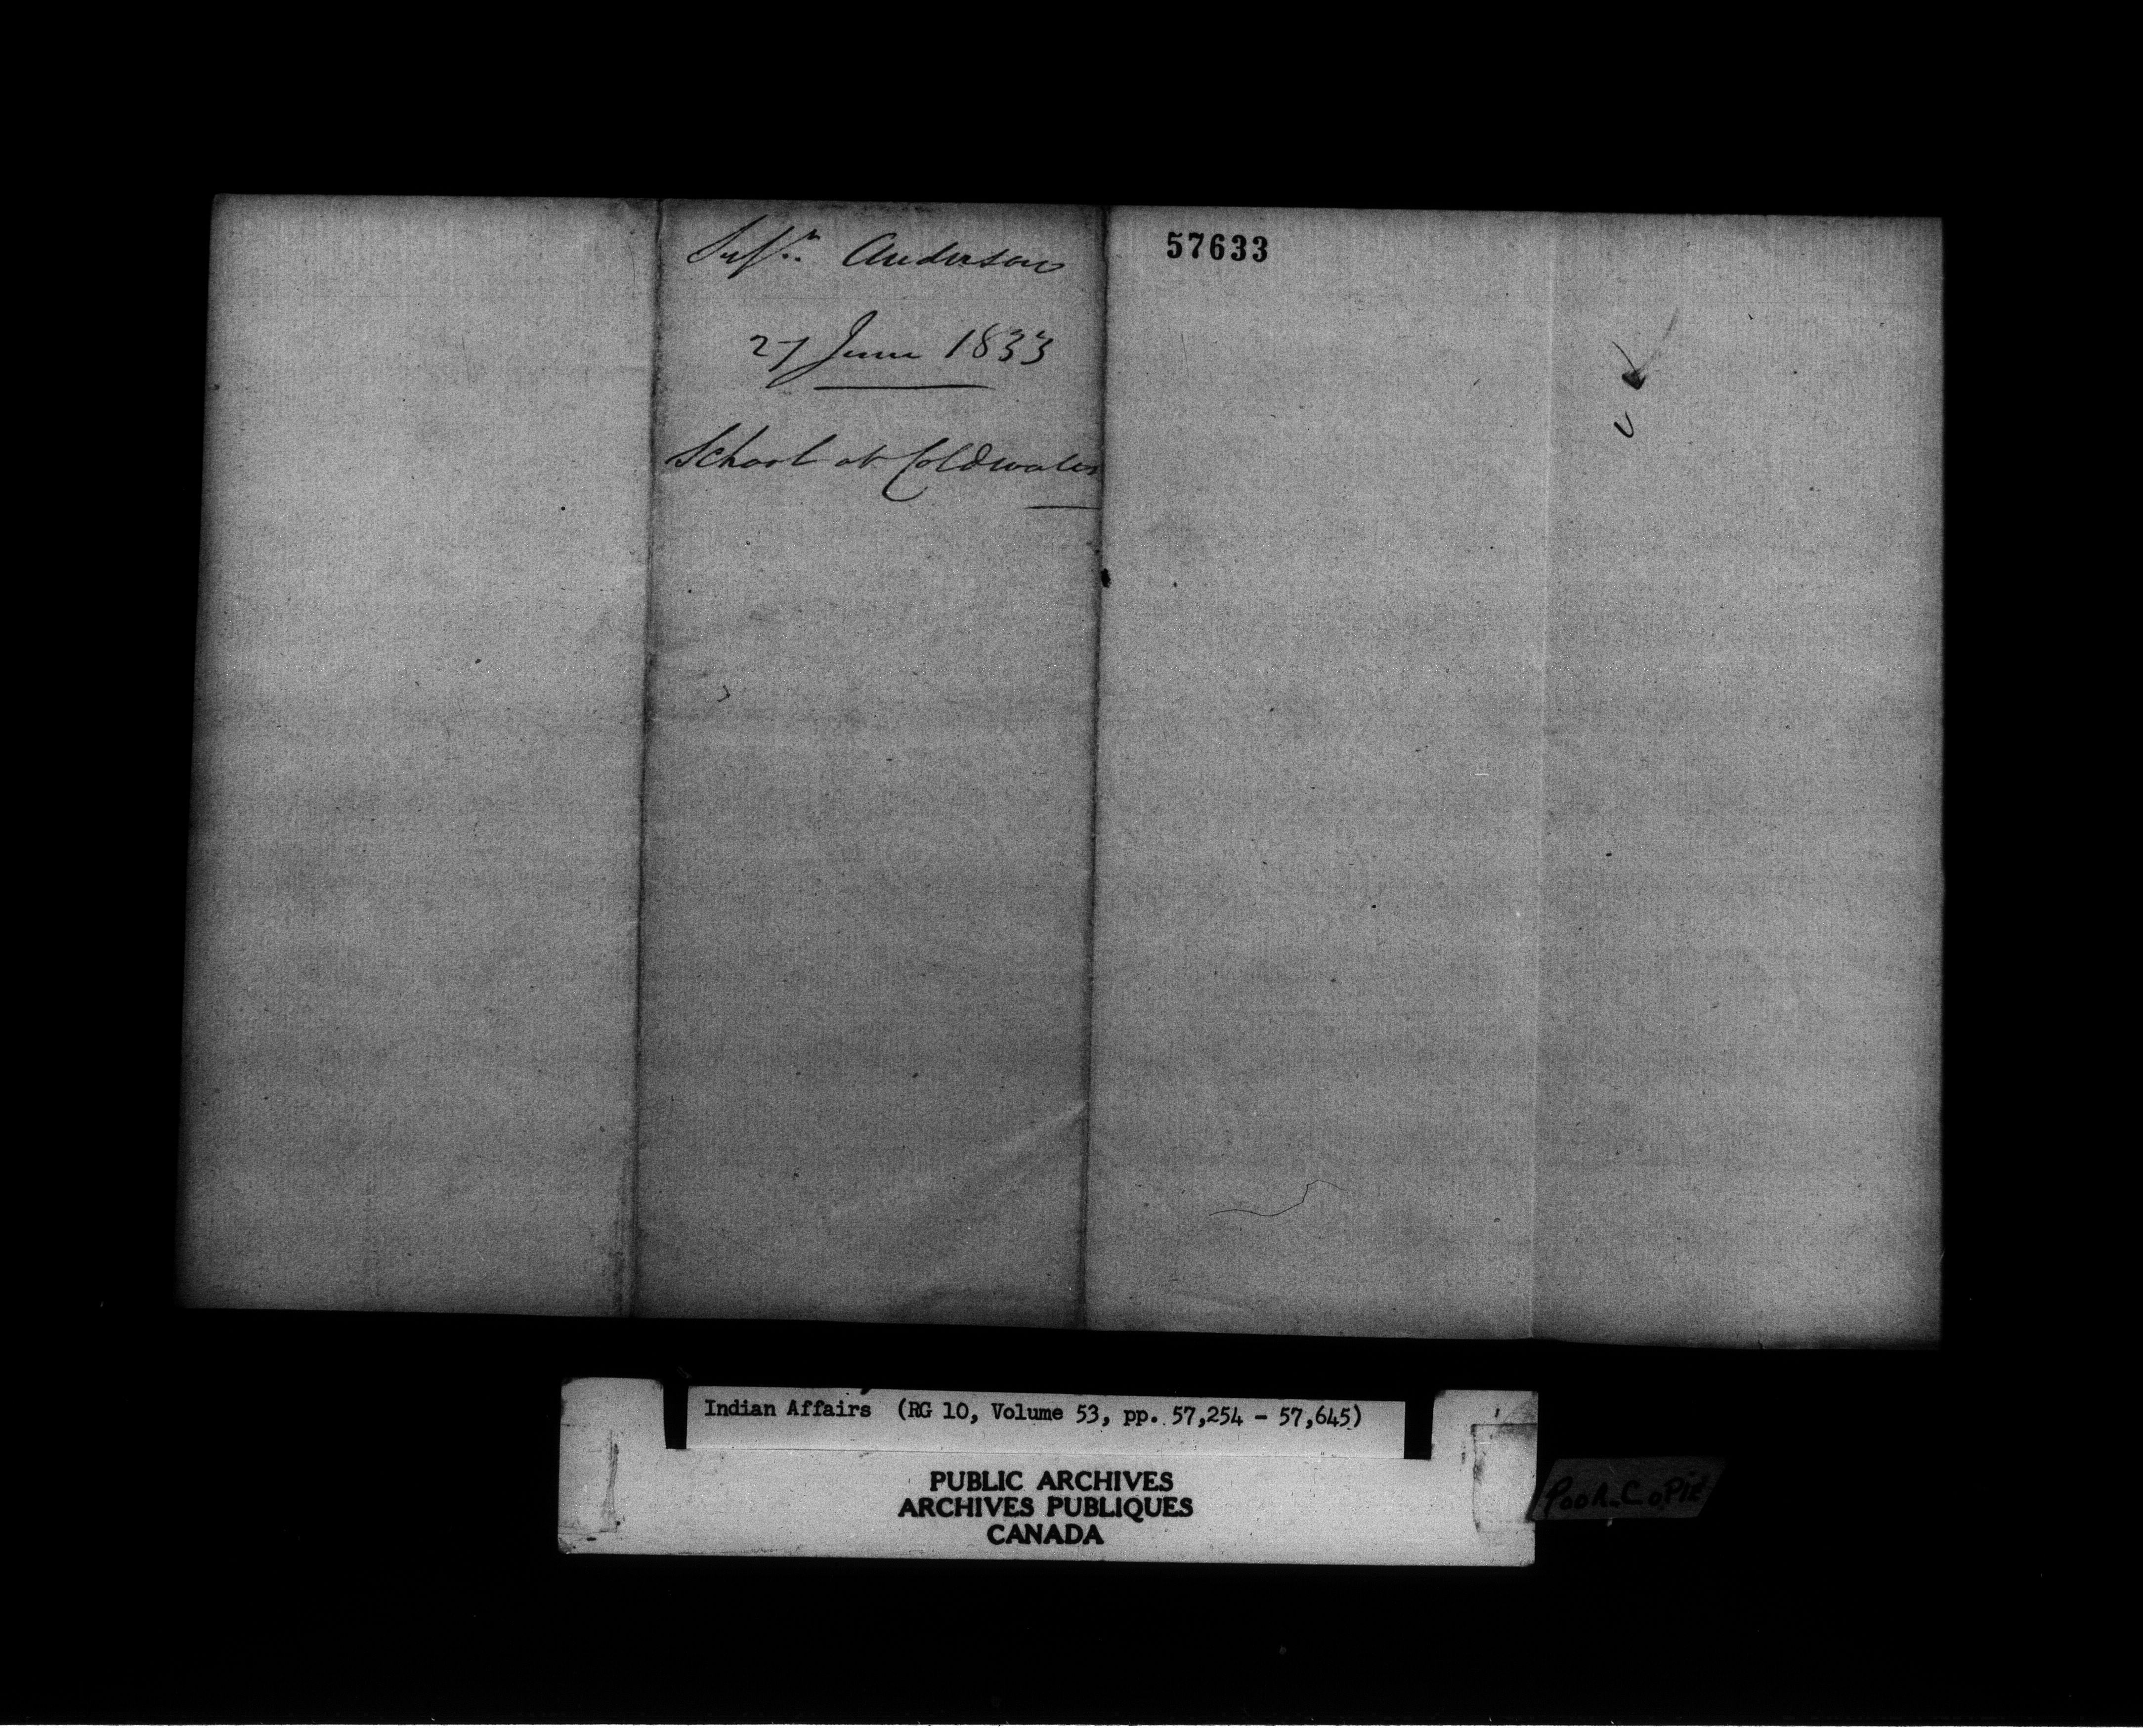 Supr. Anderson
27 June 1833
School at Coldwater
57633
Indian Affairs (RG 10, Volume 53, pp. 57,254 - 57,645)
PUBLIC ARCHIVES
ARCHIVES PUBLIQUES
CANADA
POOR COPIE